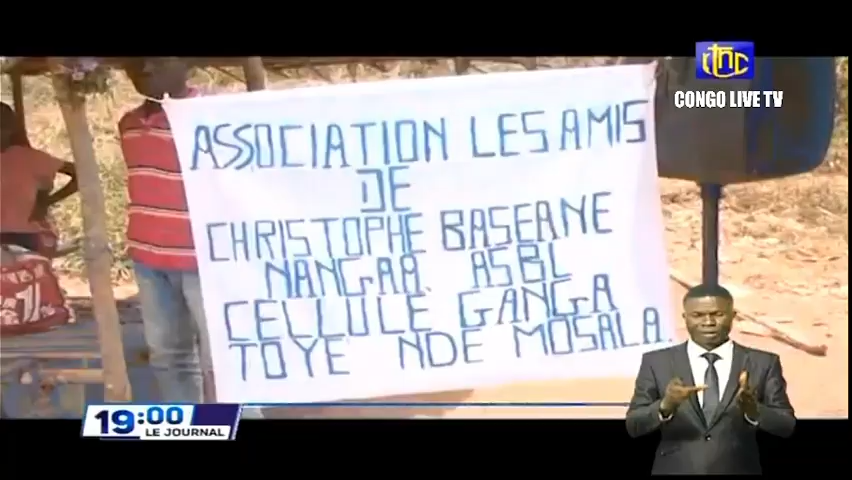 rtnc
CONGO LIVE TV
ASSOCIATION LES AMIS
DE
CHRISTOPHE BASEANE
NANGAA. ASBL
CELLULE GANGA
TOYE NDE MOSALA.
19:00
LE JOURNAL